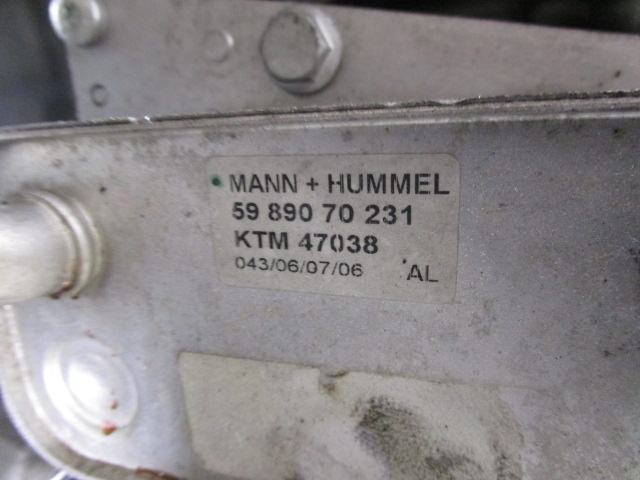 MANN + HUMMEL
59 890 70 231
KTM 47038
043/06/07/06 AL